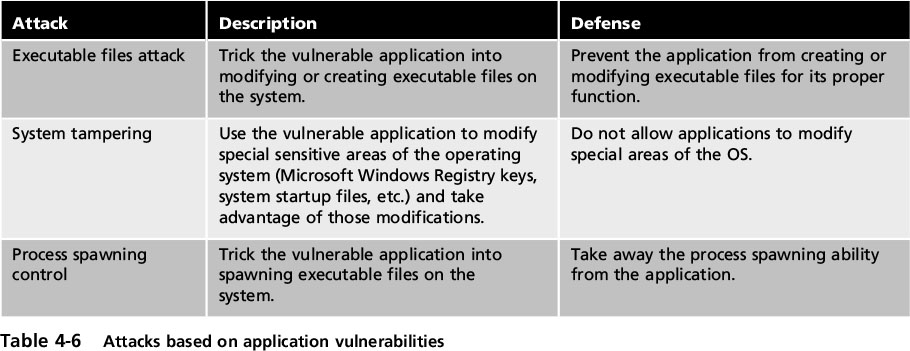 Attack Description Defense
Executable files attack Trick the vulnerable application into Prevent the application from creating or
modifying or creating executable files on modifying executable files for its proper
the system. function.
System tampering Use the vulnerable application to modify Do not allow applications to modify
special sensitive areas of the operating special areas of the OS.
system (Microsoft Windows Registry keys,
system startup files, etc.) and take
advantage of those modifications.
Process spawning Trick the vulnerable application into Take away the process spawning ability
control spawning executable files on the from the application.
system.
Table 4-6 Attacks based on application vulnerabilities